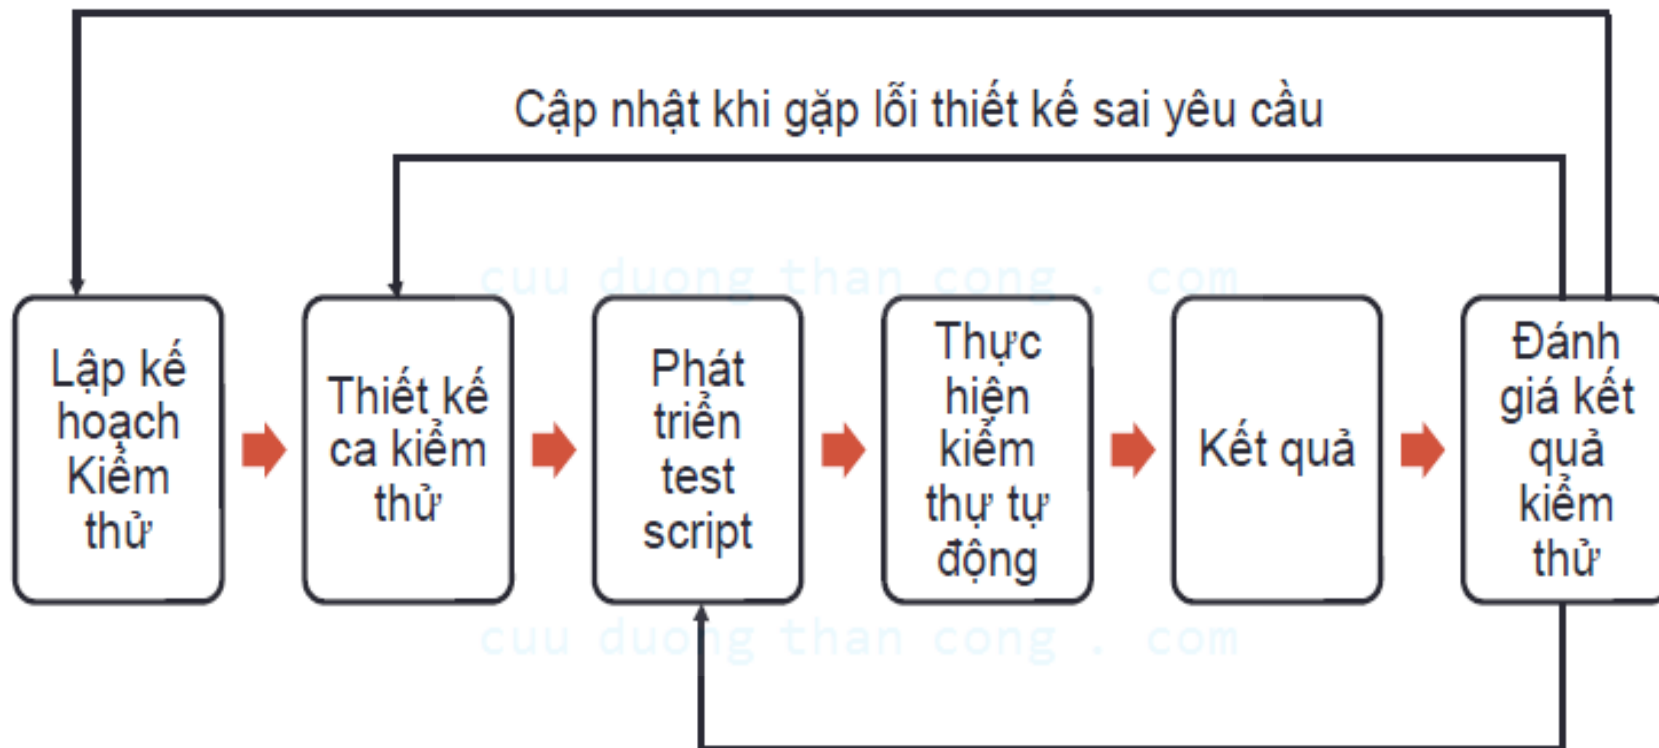 Cập nhật khi gặp lỗi thiết kế sai yêu cầu
cuu duong than cong . com
Lập kế
hoạch
Kiểm
thử
Thiết kế
ca kiểm
thử
Phát
triển
test
script
Thực
hiện
kiểm
thự tự
động
Kết quả
Đánh
giá kết
quả
kiểm
thử
cuu duong than cong . com